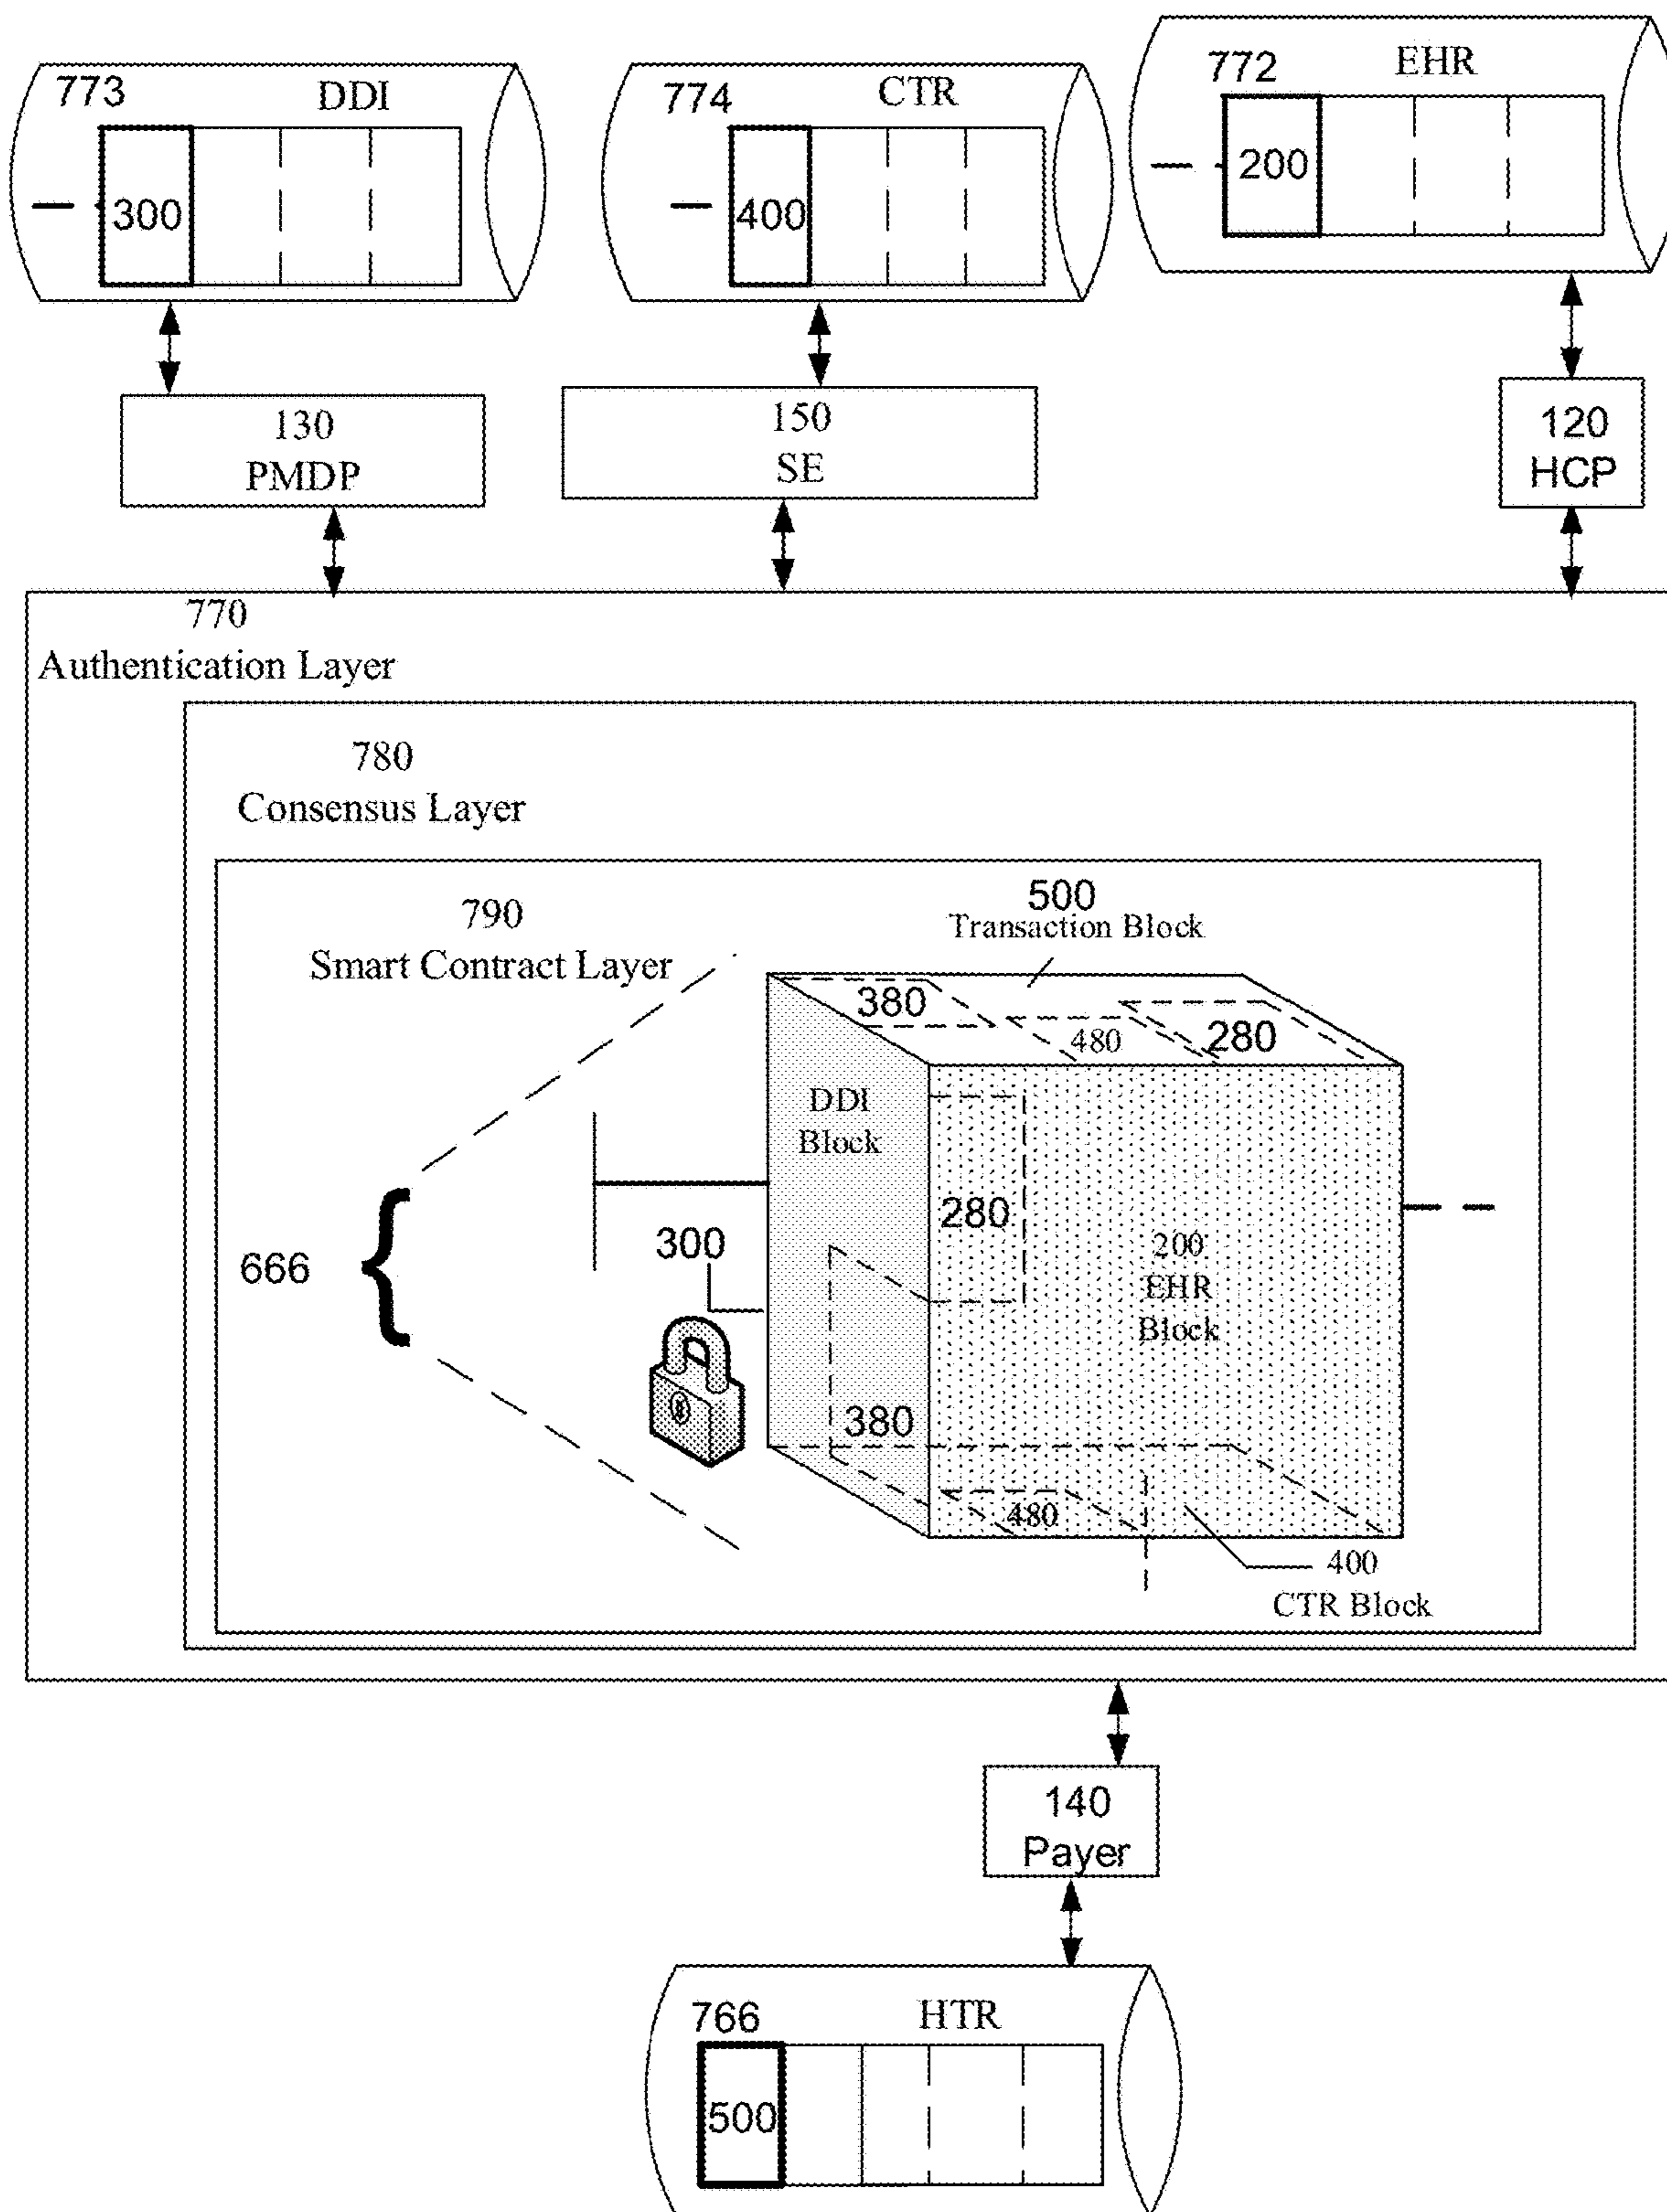 773
DDI
300
774
CTR
400
772
EHR
200
130
PMDP
150
SE
120
HCP
770
Authentication Layer
780
Consensus Layer
790
Smart Contract Layer
500
Transaction Block
380
480
280
DDI
Block
280
300
666
200
EHR
Block
380
480
400
CTR Block
140
Payer
766
HTR
500